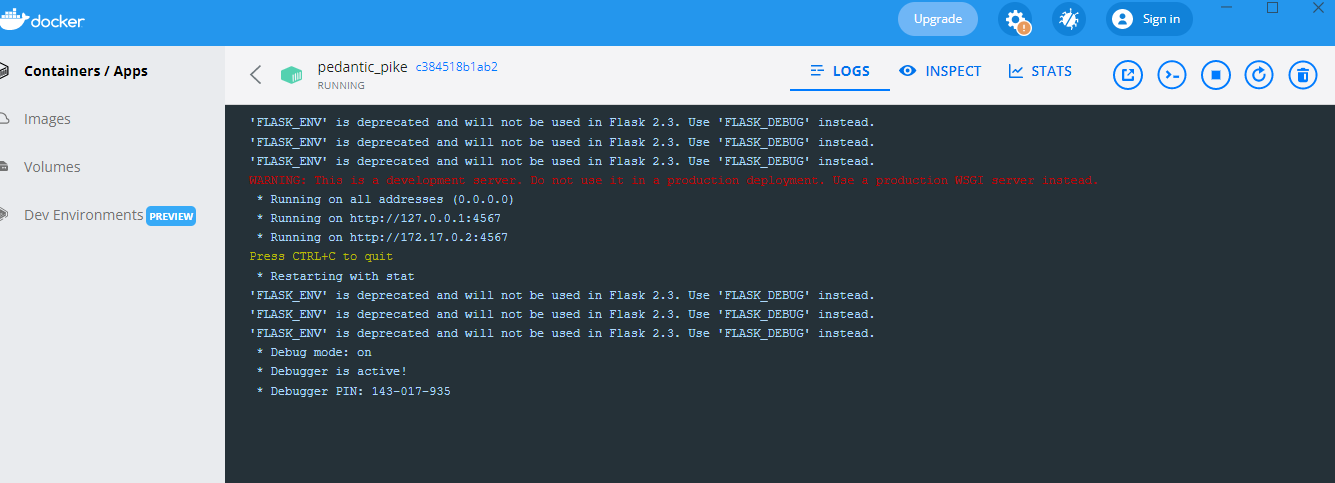 docker
Upgrade
Sign in
Containers / Apps
Images
Volumes
Dev Environments PREVIEW
pedantic_pike c384518b1ab2
RUNNING
LOGS
INSPECT
STATS
'FLASK_ENV' is deprecated and will not be used in Flask 2.3. Use 'FLASK_DEBUG' instead.
'FLASK_ENV' is deprecated and will not be used in Flask 2.3. Use 'FLASK_DEBUG' instead.
'FLASK_ENV' is deprecated and will not be used in Flask 2.3. Use 'FLASK_DEBUG' instead.
WARNING: This is a development server. Do not use it in a production deployment. Use a production WSGI server instead.
* Running on all addresses (0.0.0.0)
* Running on http://127.0.0.1:4567
* Running on http://172.17.0.2:4567
Press CTRL+C to quit
* Restarting with stat
'FLASK_ENV' is deprecated and will not be used in Flask 2.3. Use 'FLASK_DEBUG' instead.
'FLASK_ENV' is deprecated and will not be used in Flask 2.3. Use 'FLASK_DEBUG' instead.
'FLASK_ENV' is deprecated and will not be used in Flask 2.3. Use 'FLASK_DEBUG' instead.
* Debug mode: on
* Debugger is active!
* Debugger PIN: 143-017-935